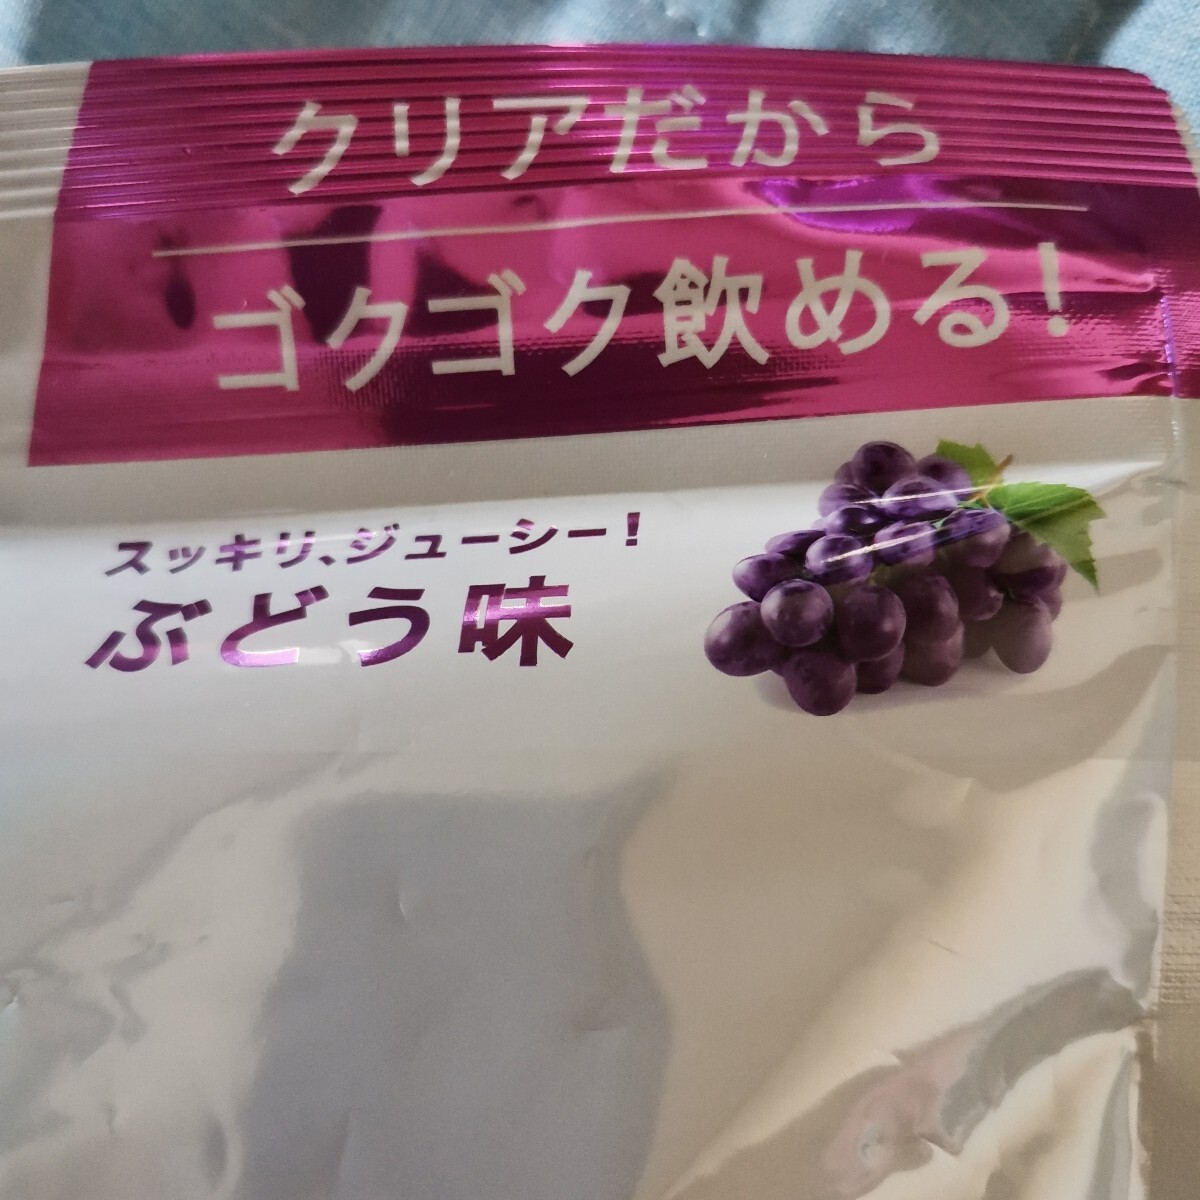 クリアだから
ゴクゴク飲める!
スッキリ、ジューシー!
ぶどう味